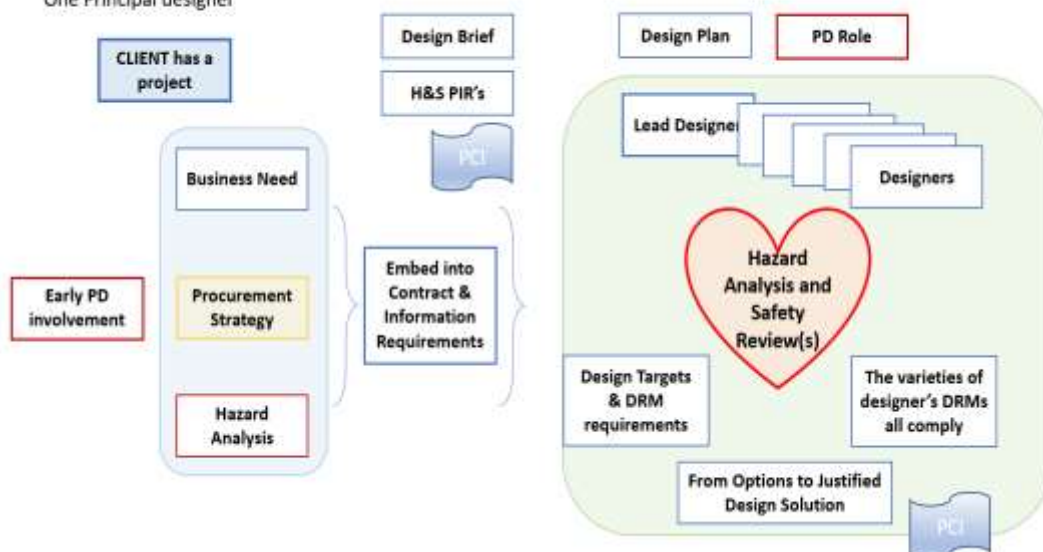 One Principal designer
CLIENT has a
project
Design Brief
H&S PIR's
PCI
Design Plan
PD Role
Business Need
Early PD
involvement
Procurement
Strategy
Hazard
Analysis
Embed into
Contract &
Information
Requirements
Lead Designer
Designers
Hazard
Analysis and
Safety
Review(s)
Design Targets
& DRM
requirements
The varieties of
designer's DRMs
all comply
From Options to Justified
Design Solution
PCI